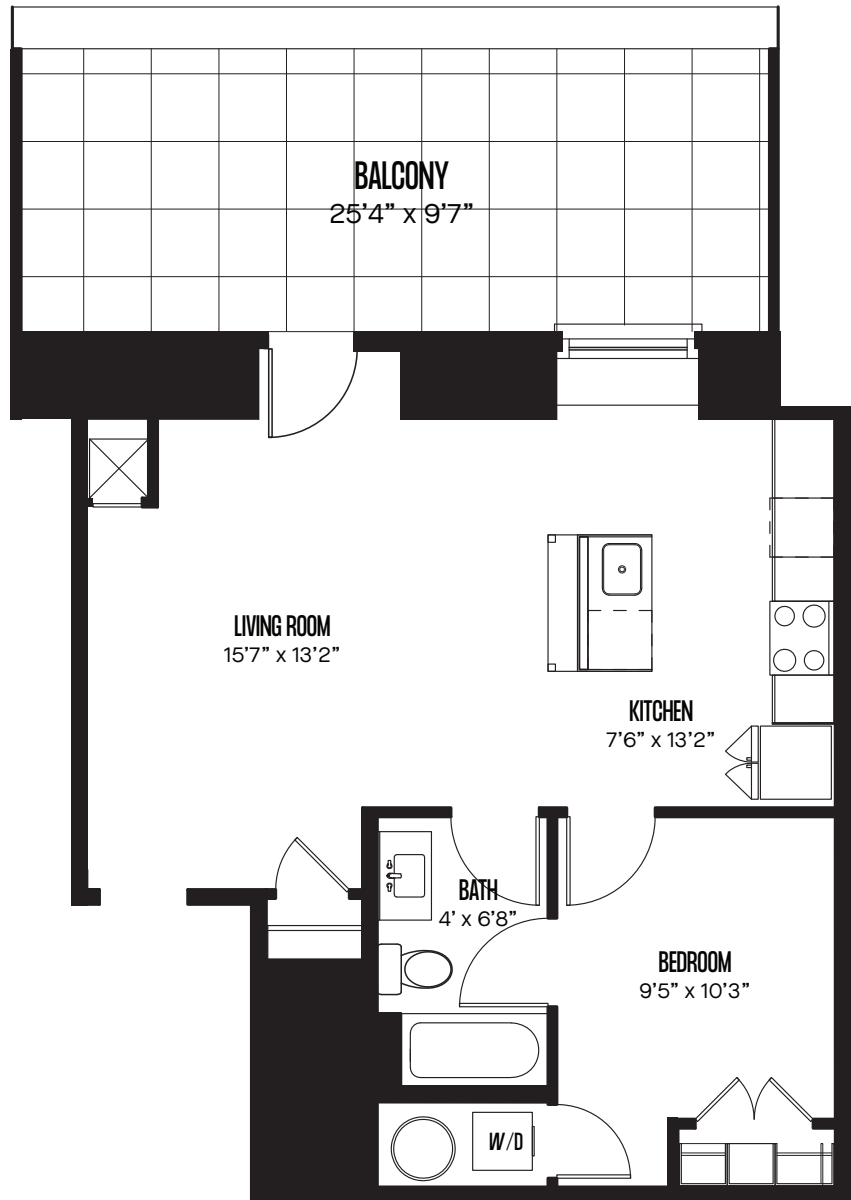 BALCONY
25’4” x 9’7”
LIVING ROOM
15’7” x 13’2”
KITCHEN
7’6” x 13’2”
BATH
4’ x 6’8”
BEDROOM
9’5” x 10’3”
W/D